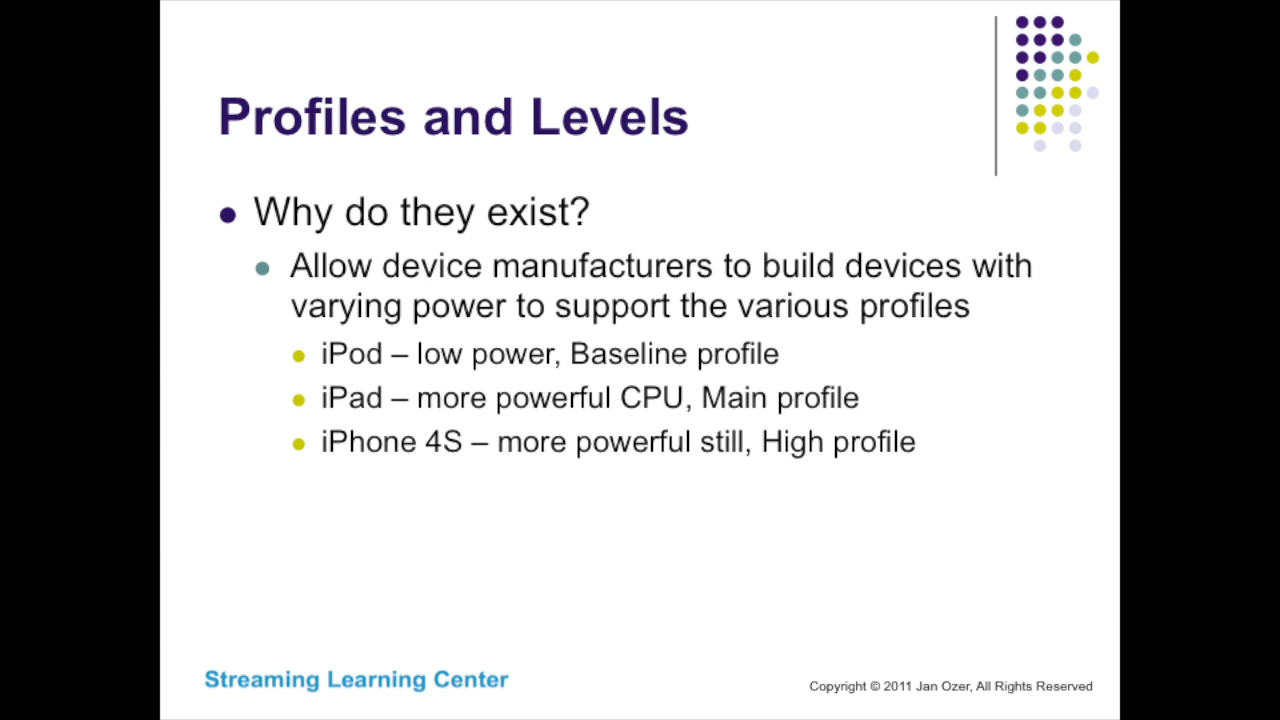 Profiles and Levels
Why do they exist?
Allow device manufacturers to build devices with
varying power to support the various profiles
iPod – low power, Baseline profile
iPad – more powerful CPU, Main profile
iPhone 4S – more powerful still, High profile
Streaming Learning Center
Copyright © 2011 Jan Ozer, All Rights Reserved